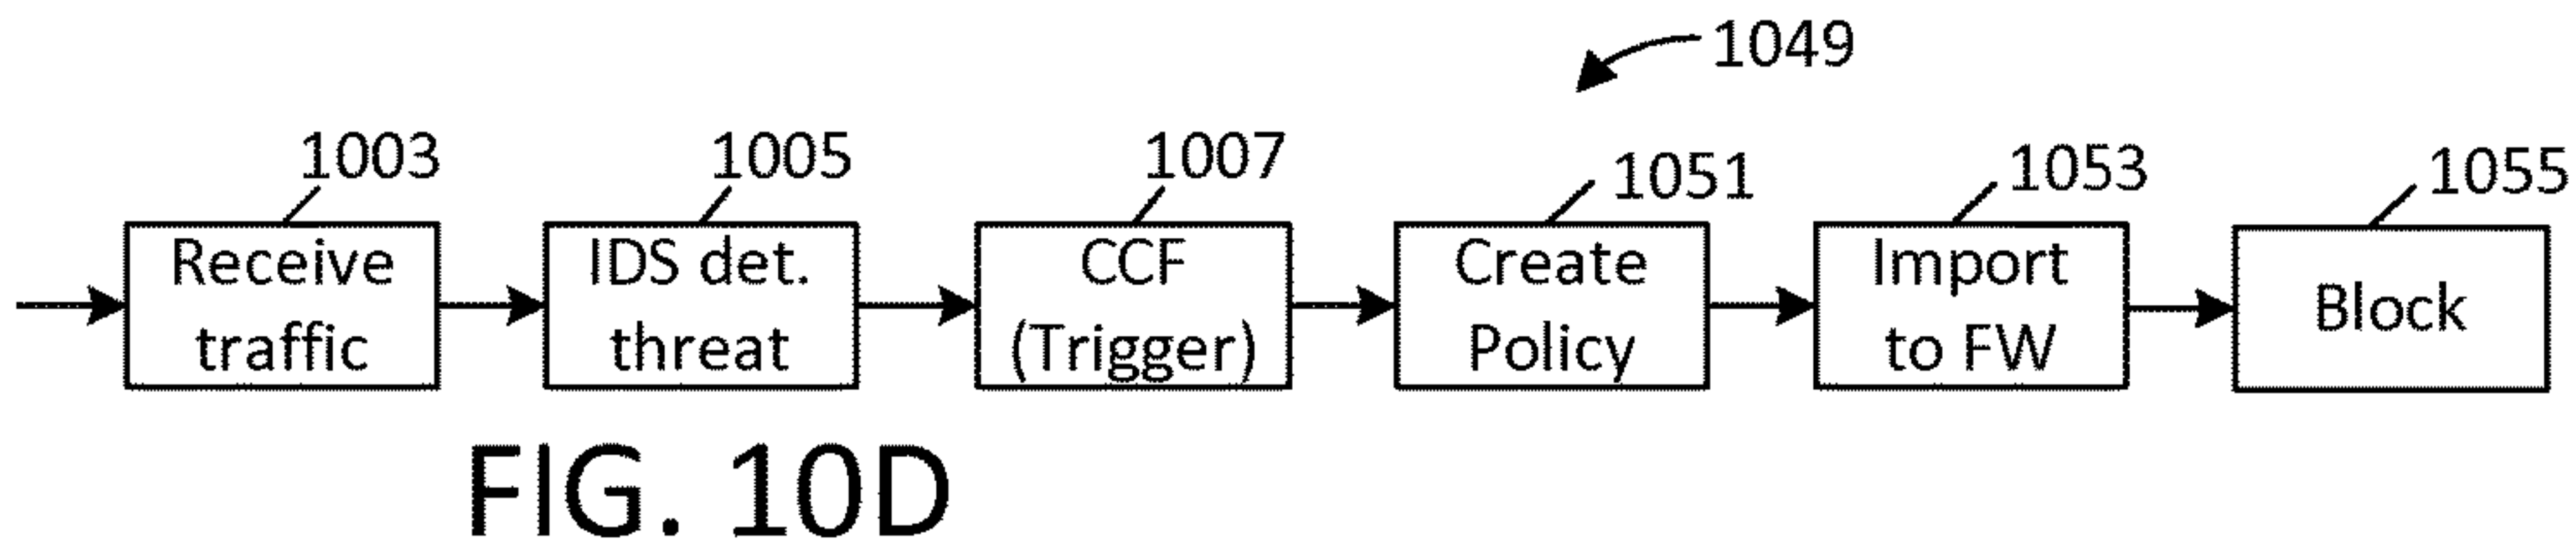 1049
1003
1005
1007
1051
1053
1055
Receive
traffic
IDS det.
threat
CCF
(Trigger)
Create
Policy
Import
to FW
Block
FIG. 10D